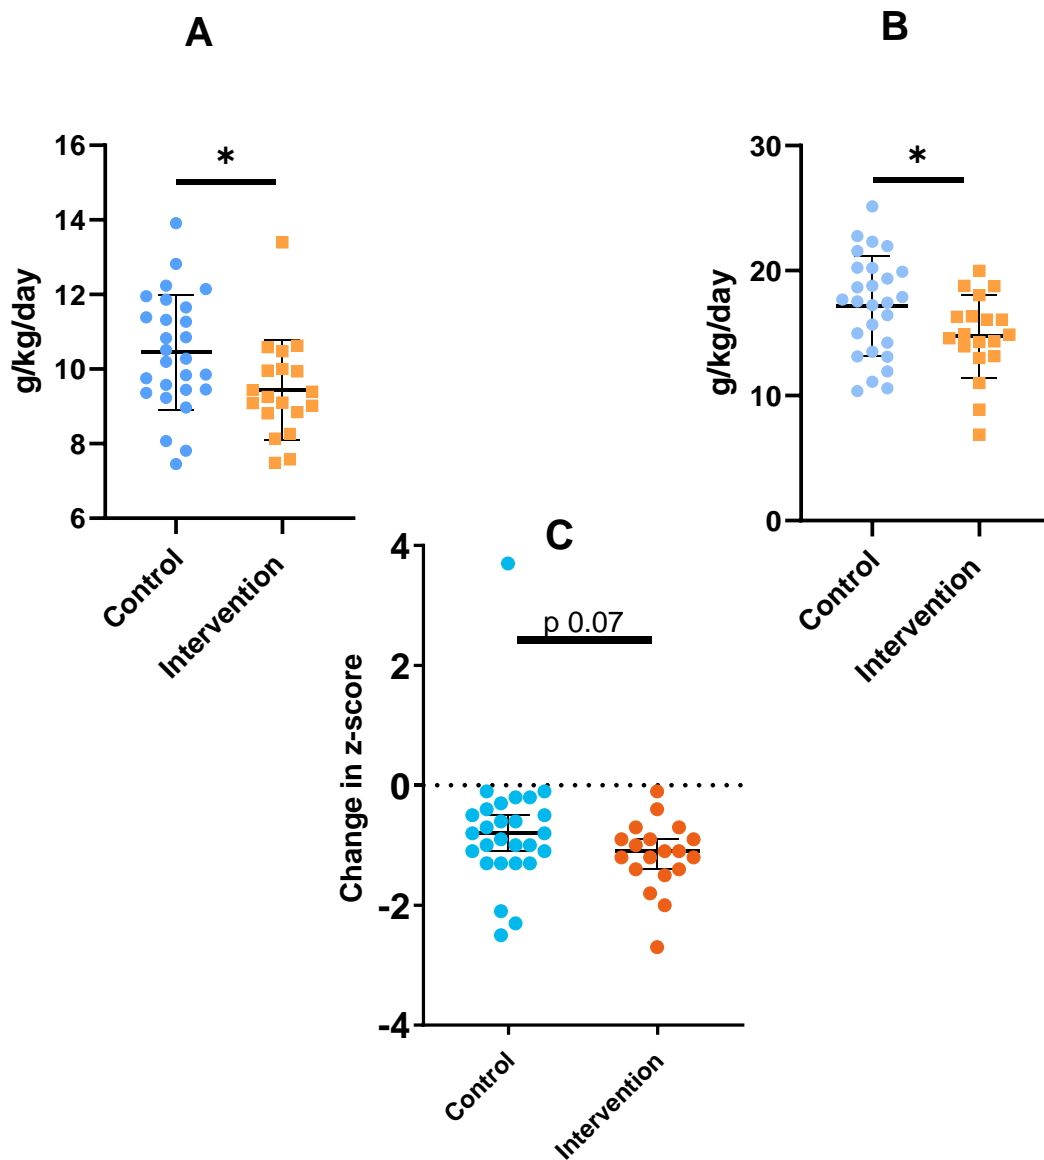 A
g/kg/day
16
14
12
10
8
6
*
Control
Intervention
B
g/kg/day
30
20
10
0
*
Control
Intervention
C
Change in z-score
4
2
0
-2
-4
p 0.07
Control
Intervention